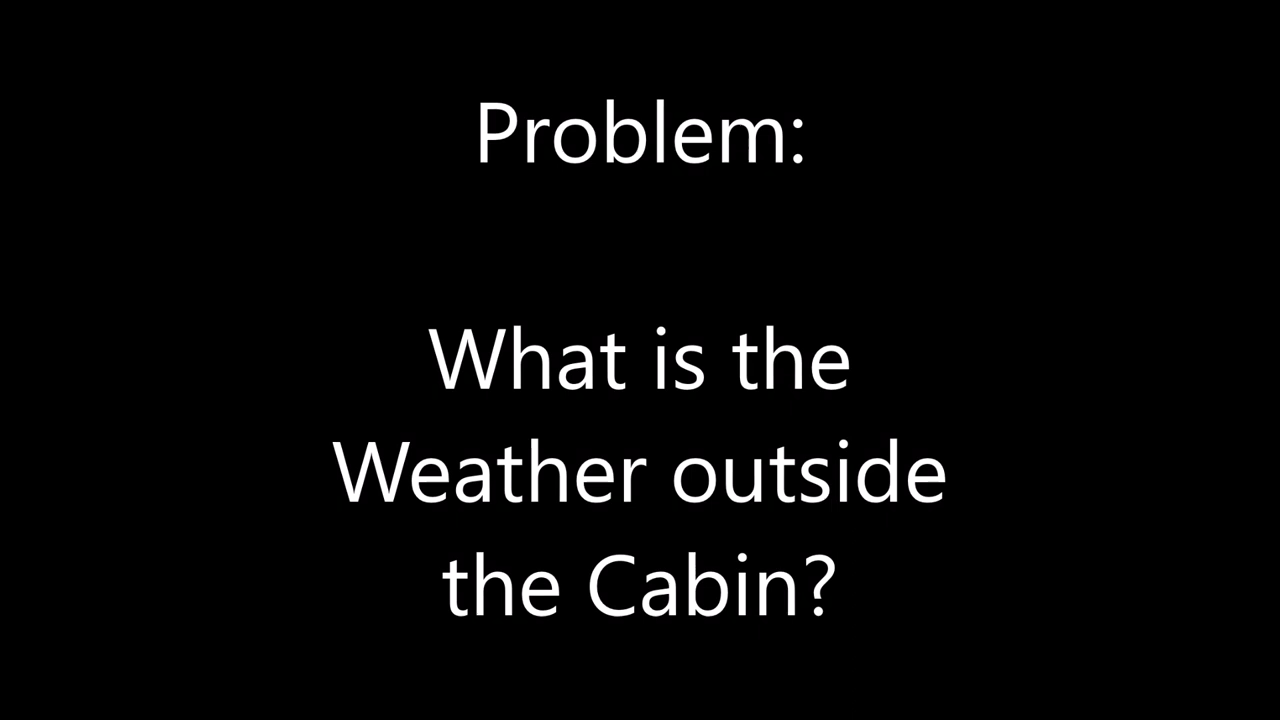 Problem:
What is the
Weather outside
the Cabin?